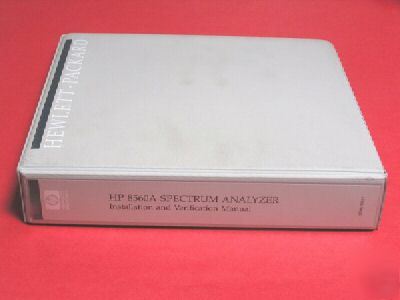 HEWLETT-PACKARD
HP 8560A SPECTRUM ANALYZER
Installation and Verification Manual